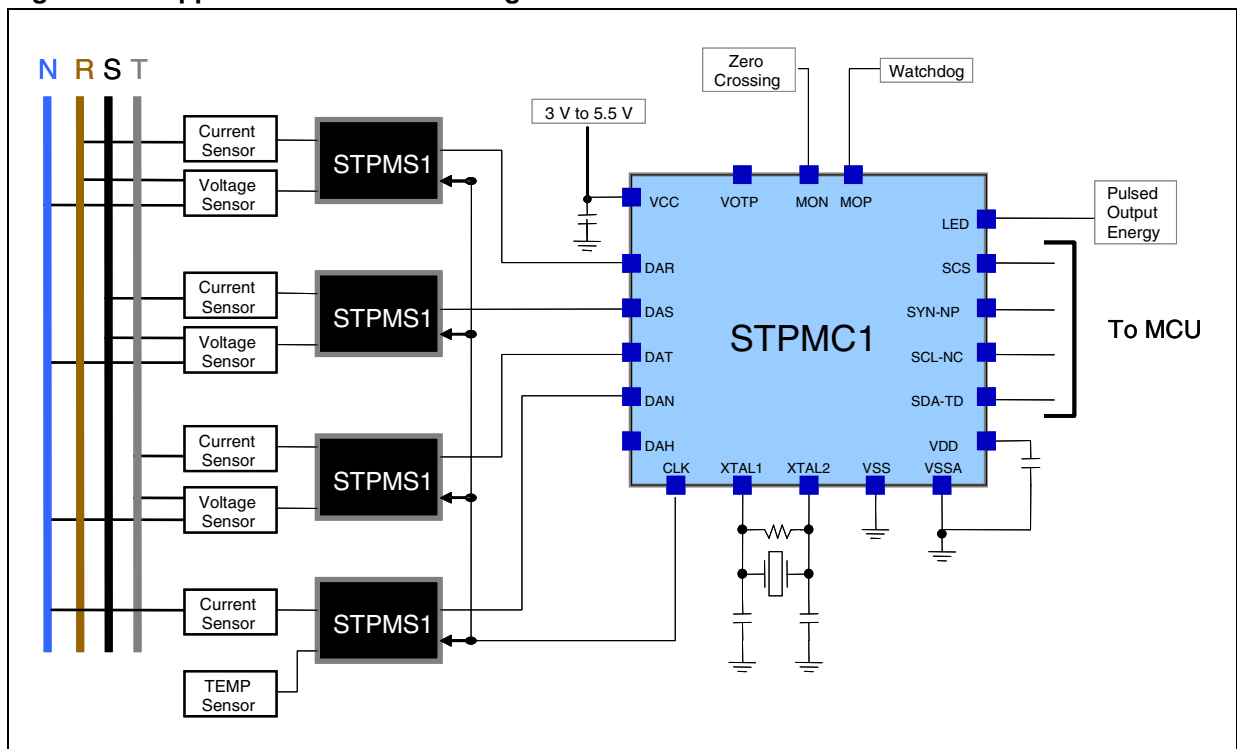 N R S T
Current
Sensor
Voltage
Sensor
STPMS1
Current
Sensor
Voltage
Sensor
STPMS1
Current
Sensor
Voltage
Sensor
STPMS1
Current
Sensor
TEMP
Sensor
STPMS1
3 V to 5.5 V
Zero
Crossing
Watchdog
VCC
VOTP
MON
MOP
LED
Pulsed
Output
Energy
DAR
DAS
DAT
DAN
DAH
STPMC1
SCS
SYN-NP
SCL-NC
SDA-TD
VDD
To MCU
CLK
XTAL1
XTAL2
VSS
VSSA